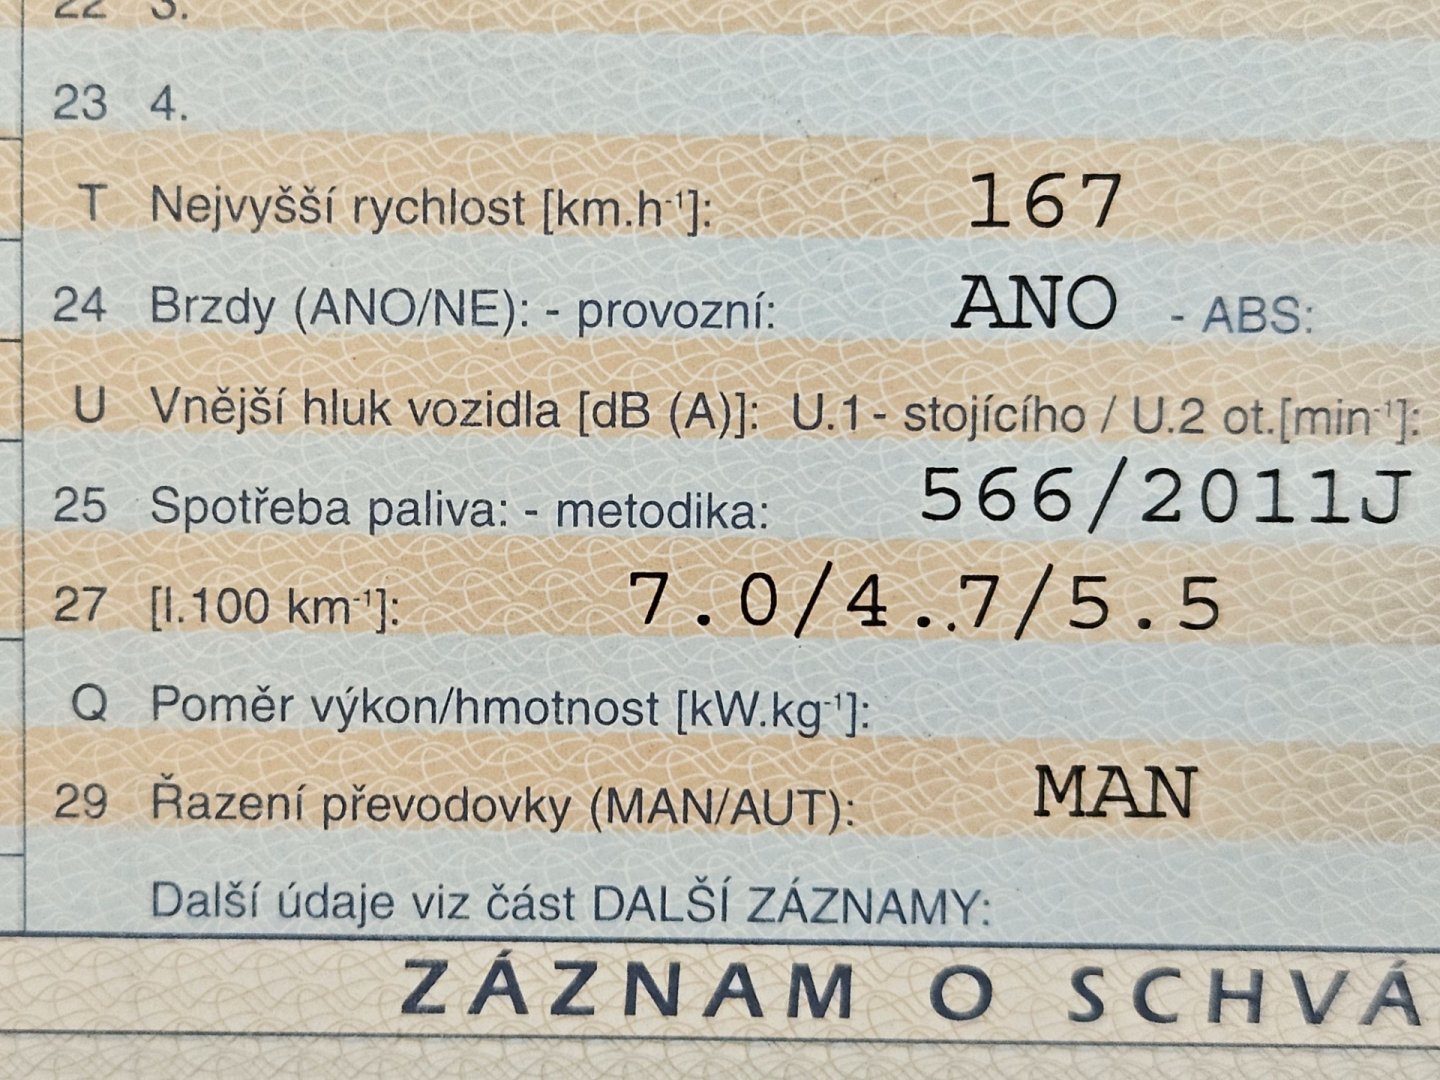 22 3.
23 4.
T Nejvyšší rychlost [km.h⁻¹]: 167
24 Brzdy (ANO/NE): - provozní: ANO - ABS:
U Vnější hluk vozidla [dB (A)]: U.1 - stojícího / U.2 ot.[min⁻¹]:
25 Spotřeba paliva: - metodika: 566/2011J
27 [l.100 km⁻¹]: 7.0/4..7/5.5
Q Poměr výkon/hmotnost [kW.kg⁻¹]:
29 Řazení převodovky (MAN/AUT): MAN
Další údaje viz část DALŠÍ ZÁZNAMY:
ZÁZNAM O SCHVÁ